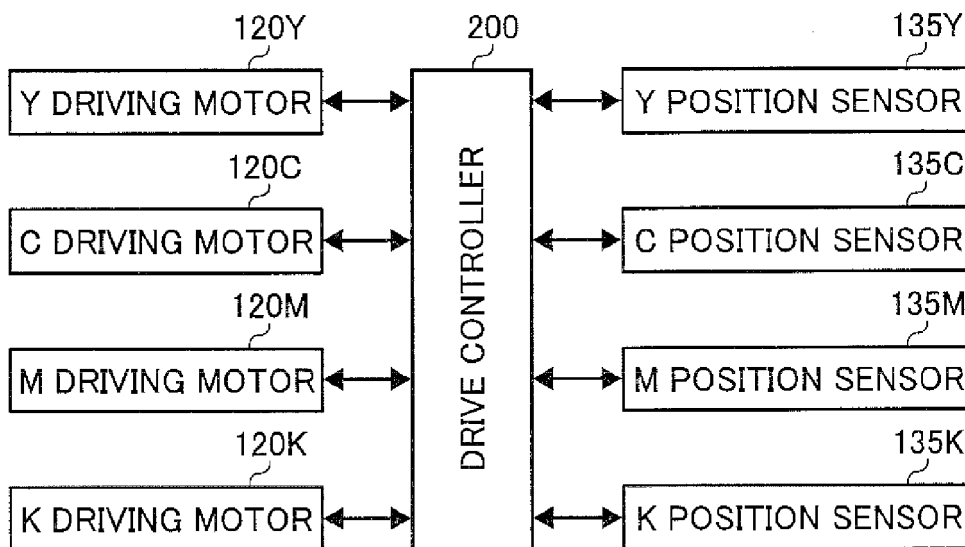 120Y
200
135Y
Y DRIVING MOTOR
Y POSITION SENSOR
120C
135C
C DRIVING MOTOR
C POSITION SENSOR
DRIVE CONTROLLER
120M
135M
M DRIVING MOTOR
M POSITION SENSOR
120K
135K
K DRIVING MOTOR
K POSITION SENSOR